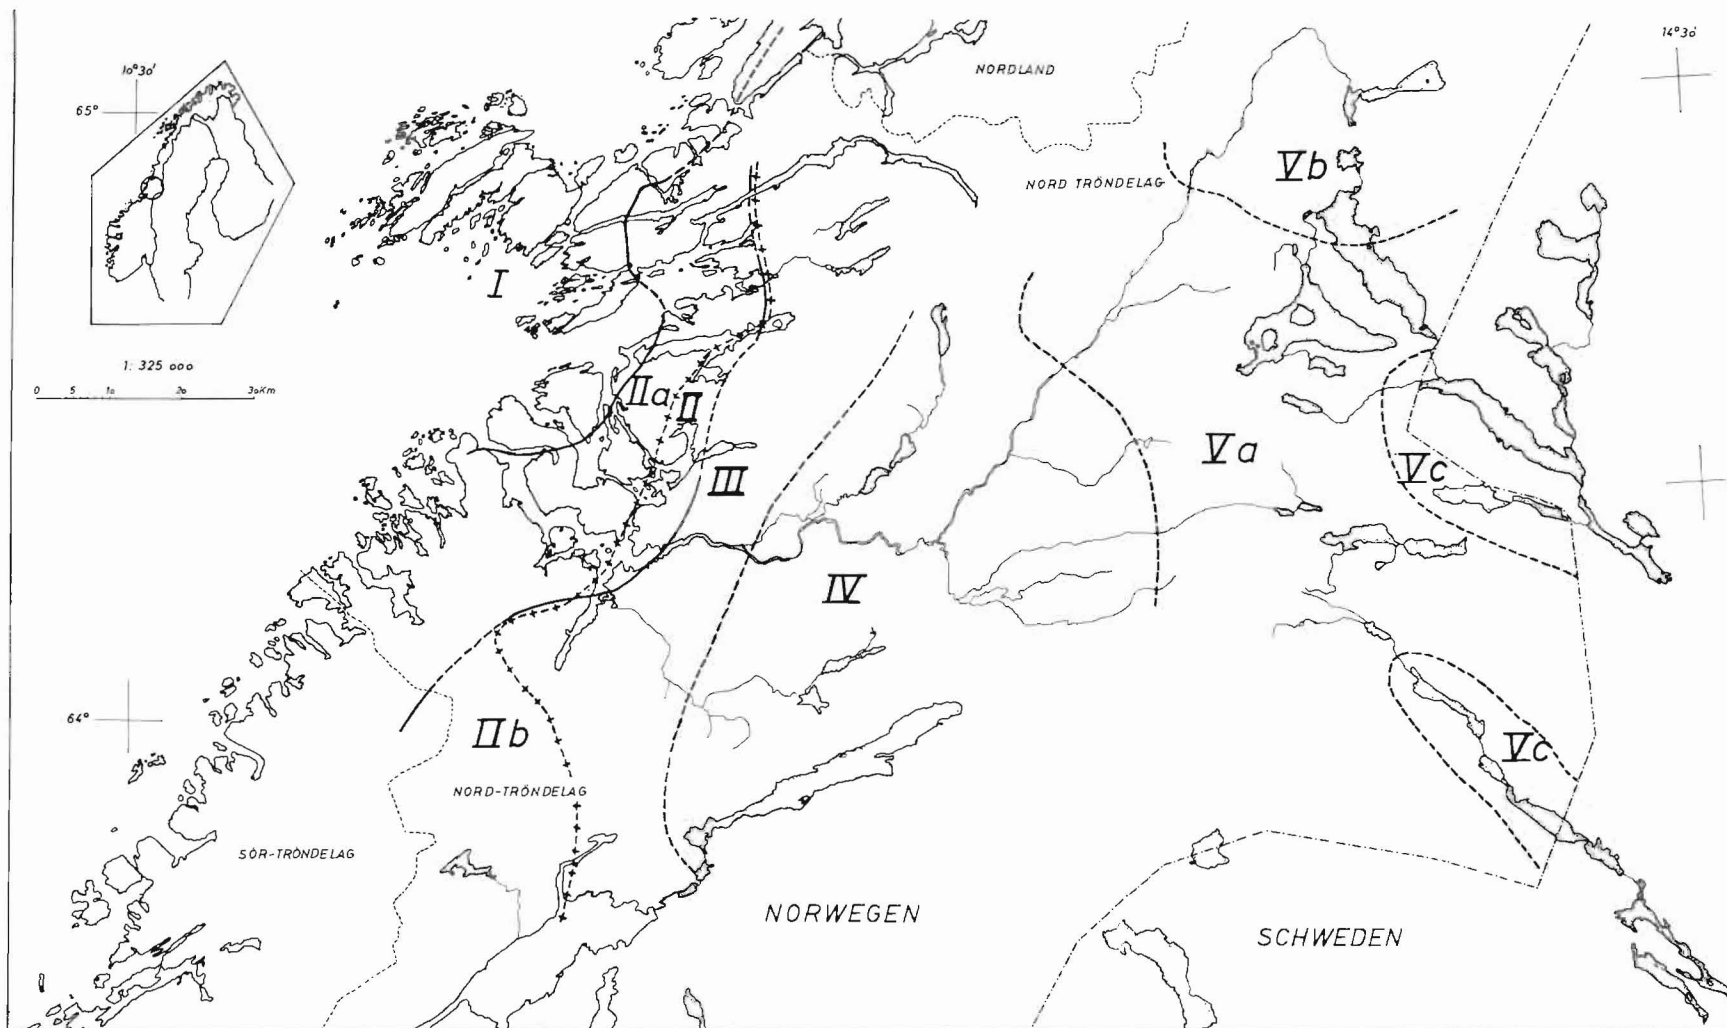 14°30'
10°30'
65°
NORDLAND
NORD TRÖNDELAG
Vb
I
1: 325 000
0 5 10 20 30Km
IIa
II
III
Va
Vc
IV
64°
IIb
Vc
NORD-TRÖNDELAG
SÖR-TRÖNDELAG
NORWEGEN
SCHWEDEN